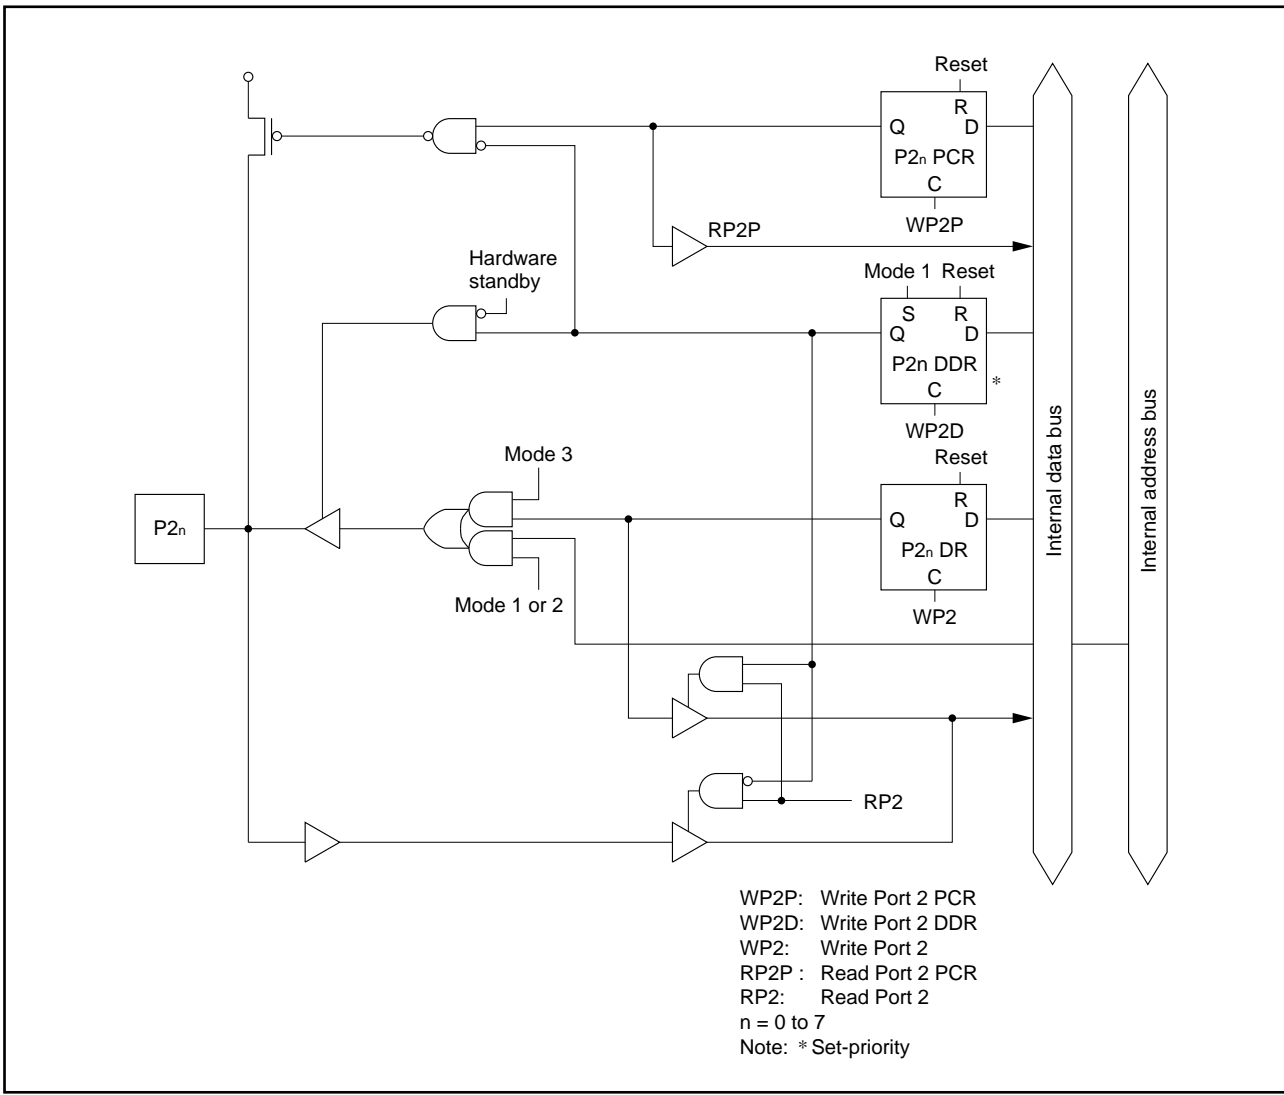 Reset
R
Q D
P2n PCR
C
WP2P
RP2P
Hardware
standby
Mode 1 Reset
S R
Q D
P2n DDR
*
C
WP2D
Mode 3
Reset
R
Q D
P2n
P2n DR
C
WP2
Mode 1 or 2
RP2
Internal data bus
Internal address bus
WP2P: Write Port 2 PCR
WP2D: Write Port 2 DDR
WP2: Write Port 2
RP2P : Read Port 2 PCR
RP2: Read Port 2
n = 0 to 7
Note: * Set-priority